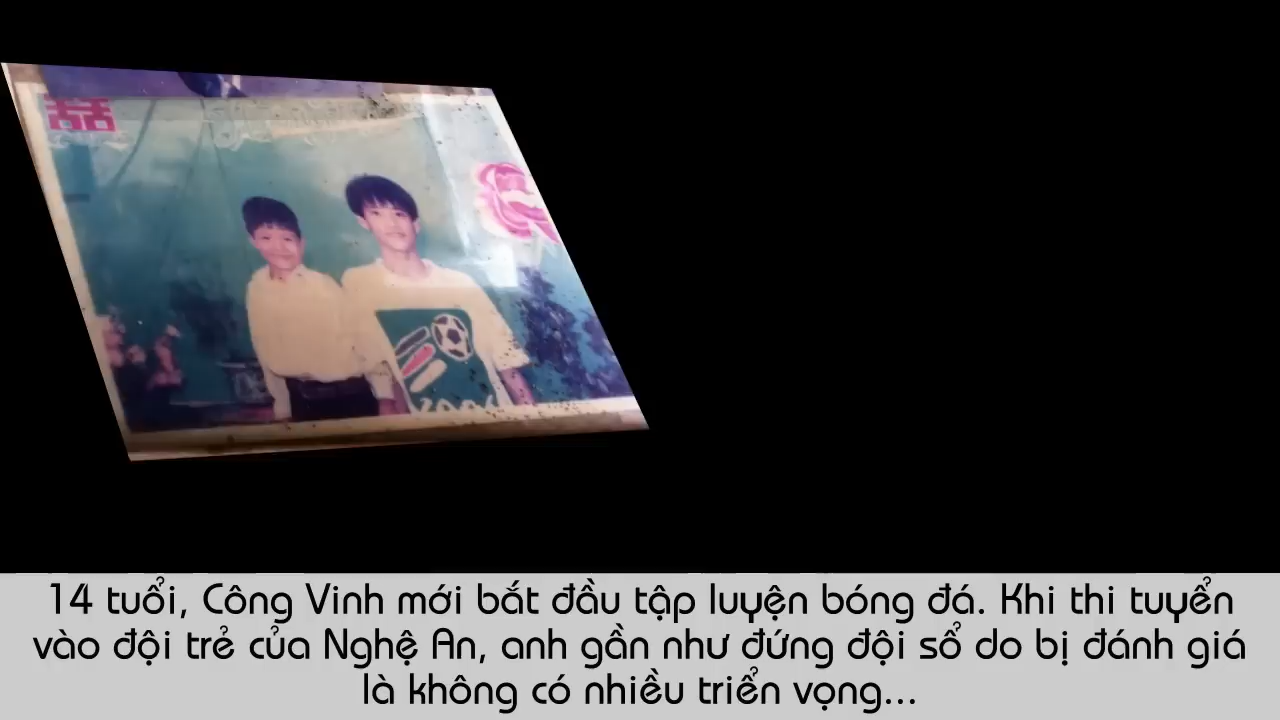 囍
14 tuổi, Công Vinh mới bắt đầu tập luyện bóng đá. Khi thi tuyển
vào đội trẻ của Nghệ An, anh gần như đứng đội sổ do bị đánh giá
là không có nhiều triển vọng...